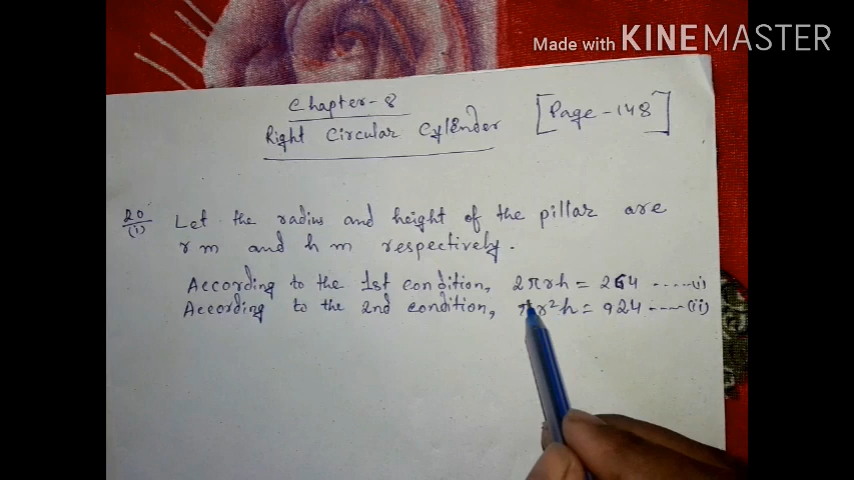 Made with KINEMASTER
Chapter-8
Right Circular Cylinder [Page-148]
20
(i) Let the radius and height of the pillar are
r m and h m respectively.
According to the 1st condition, 2πrh = 264 .....(i)
According to the 2nd condition, πr²h = 924 .....(ii)